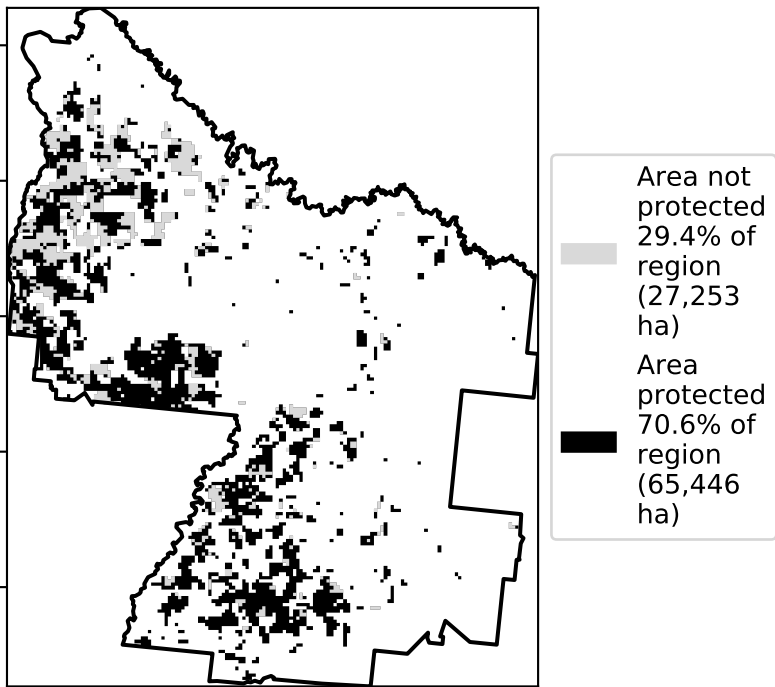 Area not
protected
29.4% of
region
(27,253
ha)
Area
protected
70.6% of
region
(65,446
ha)